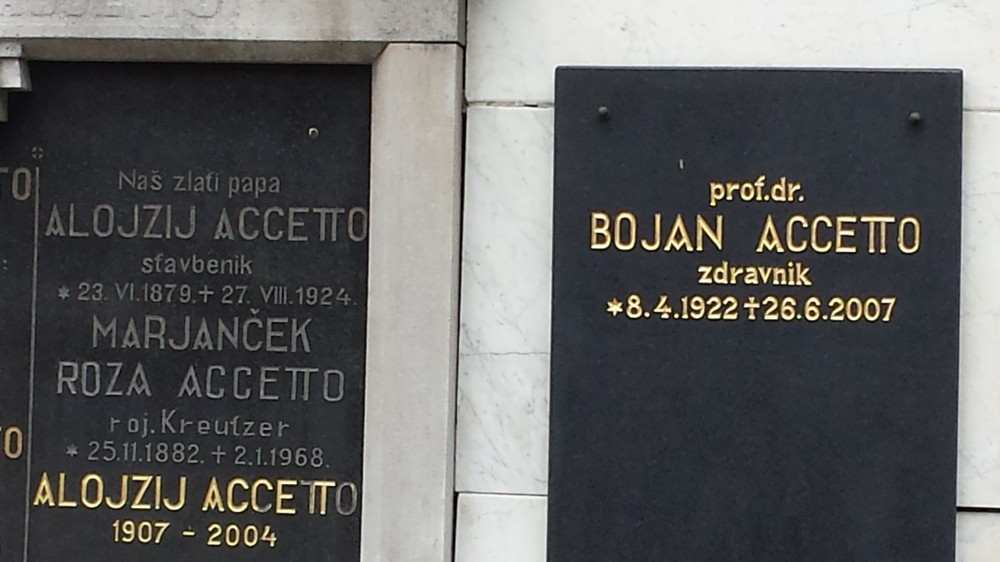 Naš zlati papa
ALOJZIJ ACCETTO
stavbenik
* 23. VI. 1879. + 27. VIII. 1924.
MARJANČEK
ROZA ACCETTO
roj. Kreutzer
* 25.11.1882. + 2.1.1968.
ALOJZIJ ACCETTO
1907 - 2004
prof.dr.
BOJAN ACCETTO
zdravnik
*8.4.1922 +26.6.2007